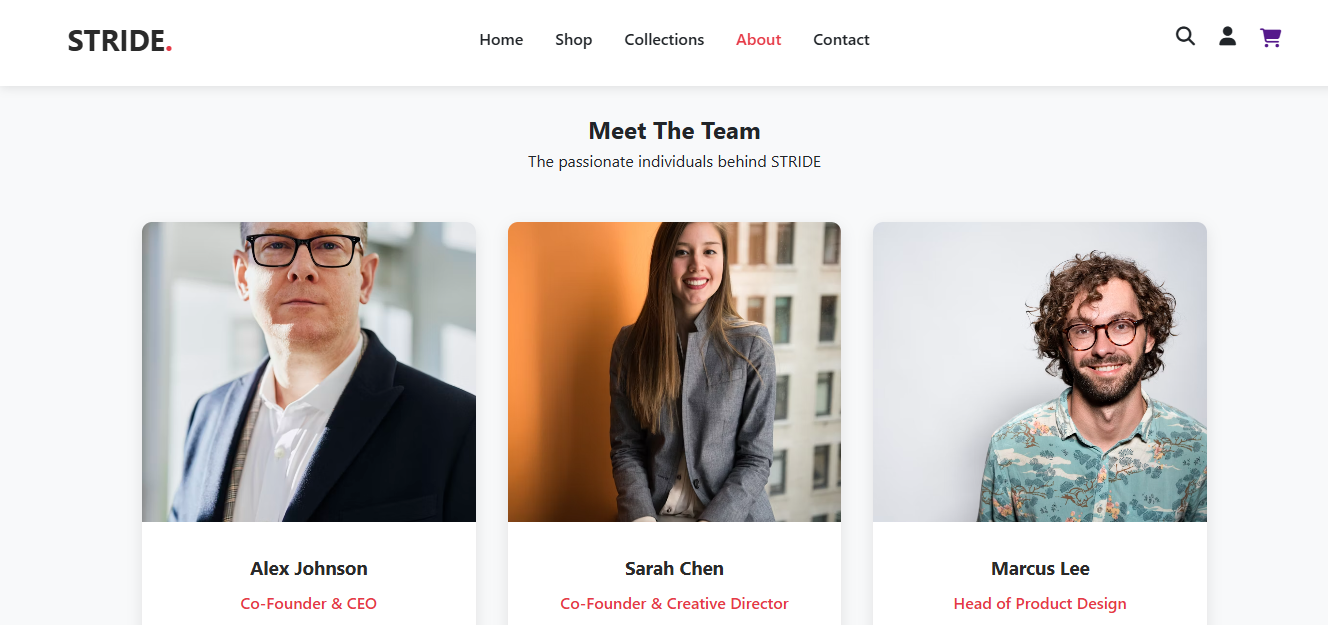 STRIDE.
Home Shop Collections About Contact
Meet The Team
The passionate individuals behind STRIDE
Alex Johnson
Co-Founder & CEO
Sarah Chen
Co-Founder & Creative Director
Marcus Lee
Head of Product Design